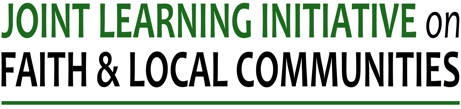 JOINT LEARNING INITIATIVE on
FAITH & LOCAL COMMUNITIES